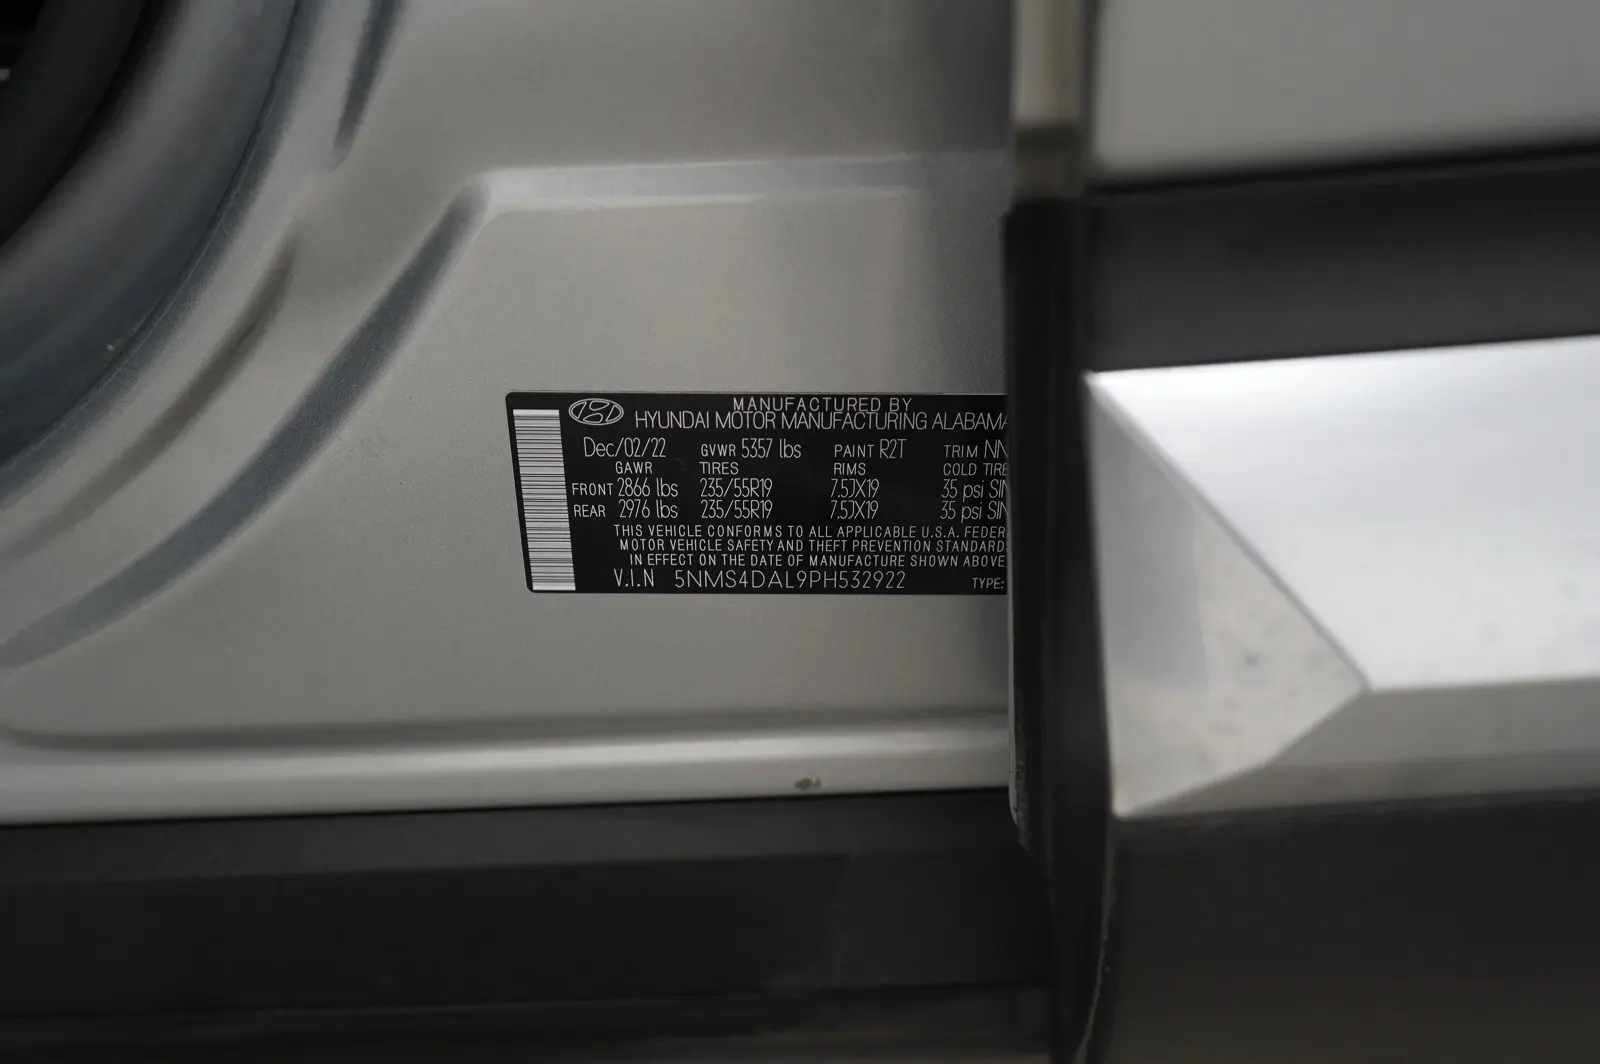 MANUFACTURED BY
HYUNDAI MOTOR MANUFACTURING ALABAMA
Dec/02/22 GVWR 5357 lbs PAINT R2T TRIM NN
GAWR TIRES RIMS COLD TIRE
FRONT 2866 lbs 235/55R19 7.5JX19 35 psi SIN
REAR 2976 lbs 235/55R19 7.5JX19 35 psi SIN
THIS VEHICLE CONFORMS TO ALL APPLICABLE U.S.A. FEDER
MOTOR VEHICLE SAFETY AND THEFT PREVENTION STANDARD
IN EFFECT ON THE DATE OF MANUFACTURE SHOWN ABOVE
V.I.N 5NMS4DAL9PH532922 TYPE: